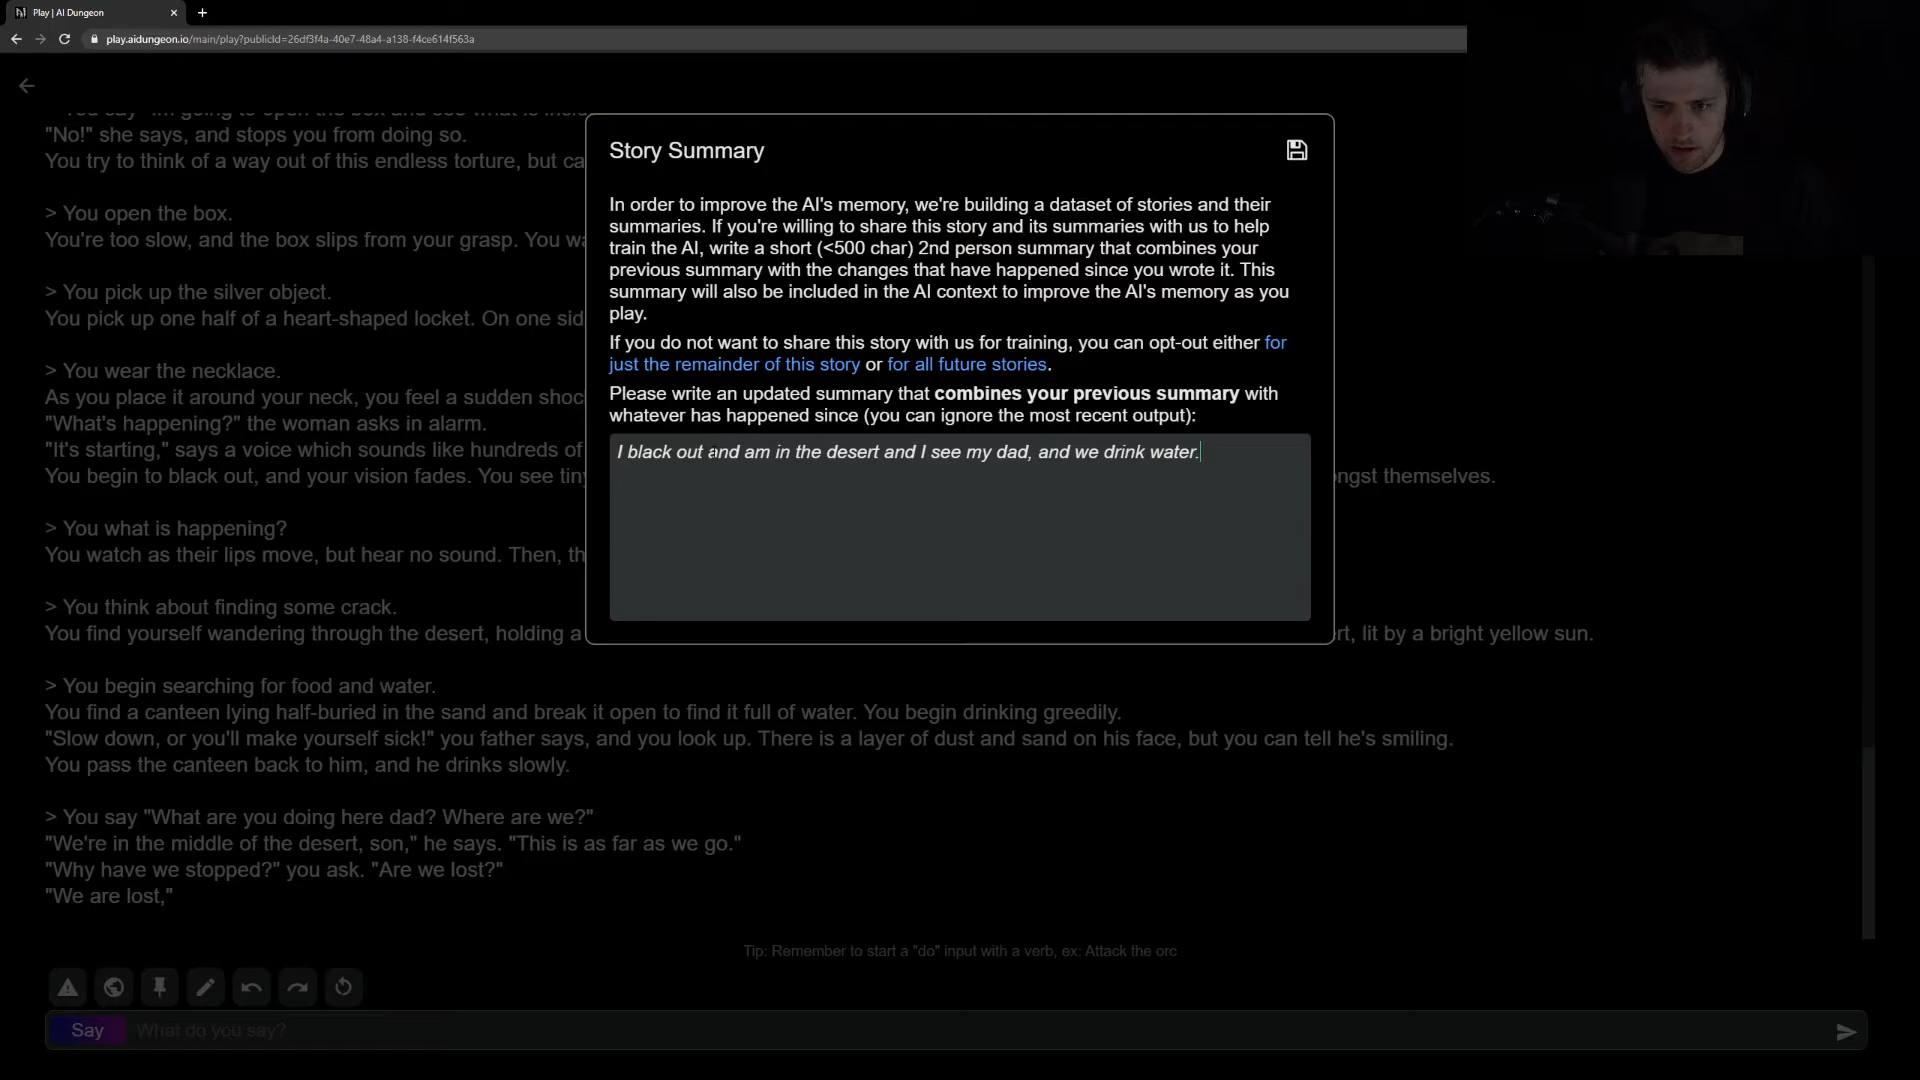 Play | AI Dungeon
play.aidungeon.io/main/play?publicId=26df3f4a-40e7-48a4-a138-f4ce614f563a
"No!" she says, and stops you from doing so.
You try to think of a way out of this endless torture, but ca
> You open the box.
You're too slow, and the box slips from your grasp. You wa
> You pick up the silver object.
You pick up one half of a heart-shaped locket. On one sid
> You wear the necklace.
As you place it around your neck, you feel a sudden shoc
"What's happening?" the woman asks in alarm.
"It's starting," says a voice which sounds like hundreds of
You begin to black out, and your vision fades. You see tiny ngst themselves.
> You what is happening?
You watch as their lips move, but hear no sound. Then, th
> You think about finding some crack.
You find yourself wandering through the desert, holding a rt, lit by a bright yellow sun.
> You begin searching for food and water.
You find a canteen lying half-buried in the sand and break it open to find it full of water. You begin drinking greedily.
"Slow down, or you'll make yourself sick!" you father says, and you look up. There is a layer of dust and sand on his face, but you can tell he's smiling.
You pass the canteen back to him, and he drinks slowly.
> You say "What are you doing here dad? Where are we?"
"We're in the middle of the desert, son," he says. "This is as far as we go."
"Why have we stopped?" you ask. "Are we lost?"
"We are lost,"
Story Summary
In order to improve the AI's memory, we're building a dataset of stories and their
summaries. If you're willing to share this story and its summaries with us to help
train the AI, write a short (<500 char) 2nd person summary that combines your
previous summary with the changes that have happened since you wrote it. This
summary will also be included in the AI context to improve the AI's memory as you
play.
If you do not want to share this story with us for training, you can opt-out either for
just the remainder of this story or for all future stories.
Please write an updated summary that combines your previous summary with
whatever has happened since (you can ignore the most recent output):
I black out and am in the desert and I see my dad, and we drink water.
Tip: Remember to start a "do" input with a verb, ex: Attack the orc
Say What do you say?